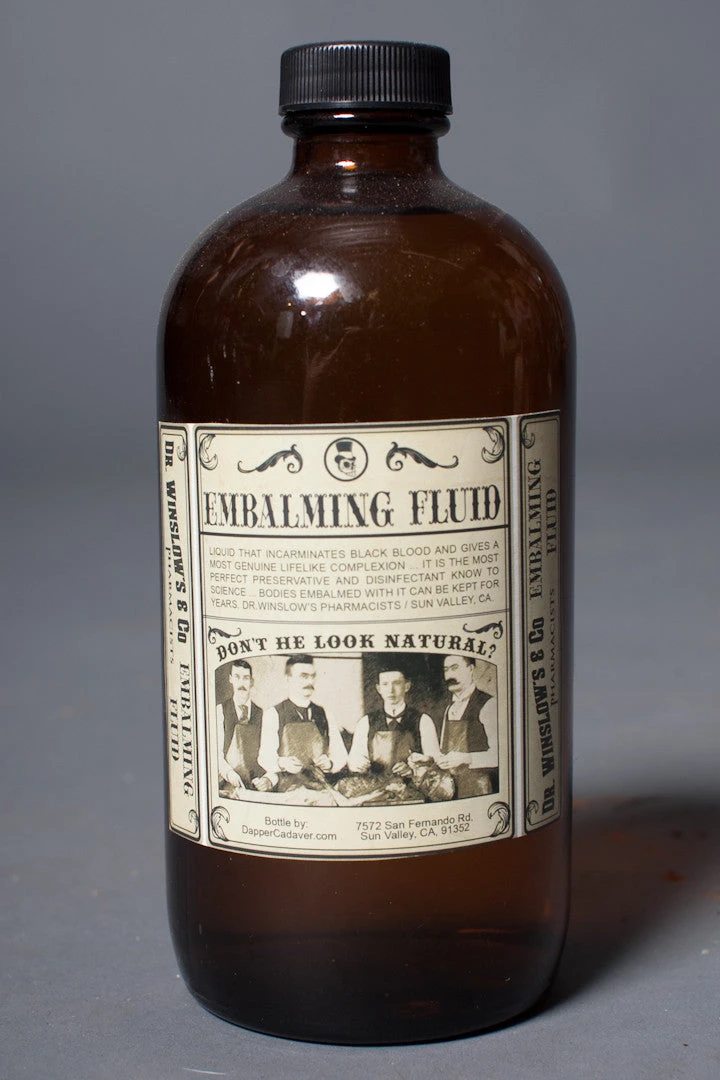 EMBALMING FLUID
LIQUID THAT INCARMINATES BLACK BLOOD AND GIVES A
MOST GENUINE LIFELIKE COMPLEXION ... IT IS THE MOST
PERFECT PRESERVATIVE AND DISINFECTANT KNOW TO
SCIENCE ... BODIES EMBALMED WITH IT CAN BE KEPT FOR
YEARS. DR.WINSLOW'S PHARMACISTS / SUN VALLEY, CA.
DON'T HE LOOK NATURAL?
Bottle by:
DapperCadaver.com
7572 San Fernando Rd.
Sun Valley, CA, 91352
DR. WINSLOW'S & Co
PHARMACISTS
EMBALMING
FLUID
DR. WINSLOW'S & Co
PHARMACISTS
EMBALMING
FLUID